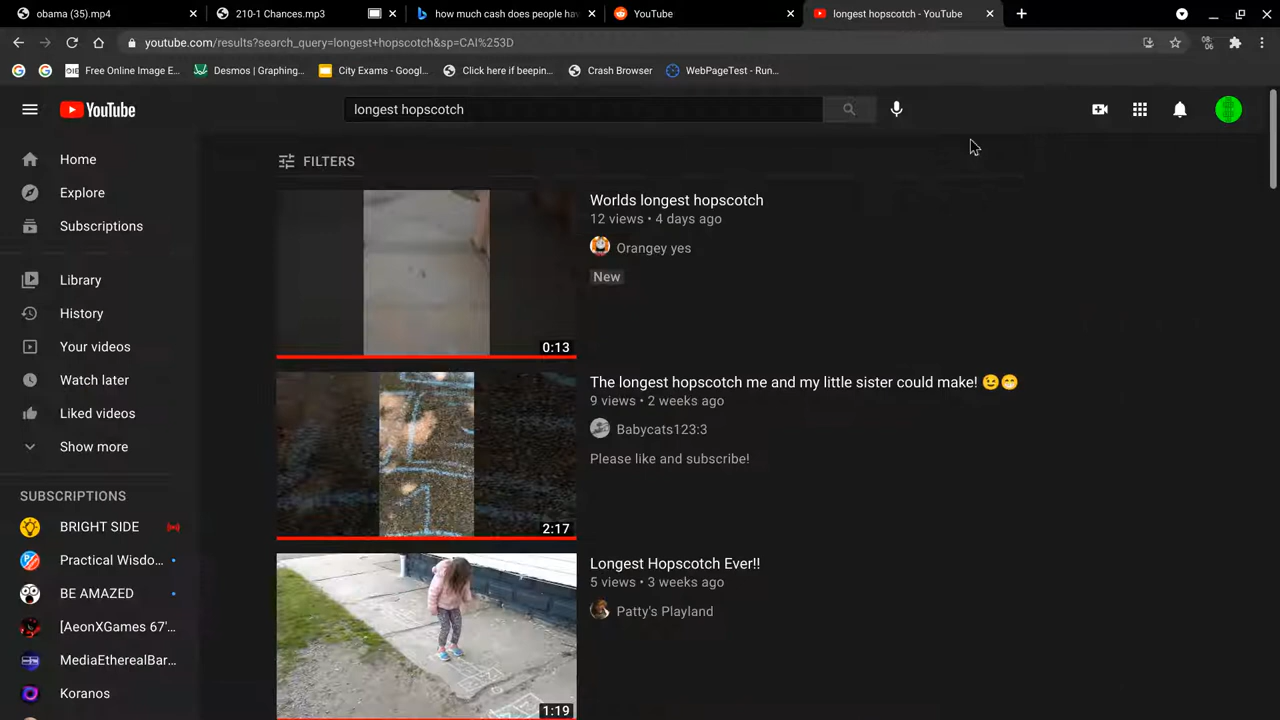 obama (35).mp4
210-1 Chances.mp3
how much cash does people hav
YouTube
longest hopscotch - YouTube
youtube.com/results?search_query=longest+hopscotch&sp=CAI%253D
08:
06
Free Online Image E...
Desmos | Graphing...
City Exams - Googl...
Click here if beepin...
Crash Browser
WebPageTest - Run...
YouTube
longest hopscotch
Home
Explore
Subscriptions
Library
History
Your videos
Watch later
Liked videos
Show more
SUBSCRIPTIONS
BRIGHT SIDE
Practical Wisdo...
BE AMAZED
[AeonXGames 67'...
MediaEtherealBar...
Koranos
FILTERS
0:13
Worlds longest hopscotch
12 views • 4 days ago
Orangey yes
New
2:17
The longest hopscotch me and my little sister could make! 😉😁
9 views • 2 weeks ago
Babycats123:3
Please like and subscribe!
1:19
Longest Hopscotch Ever!!
5 views • 3 weeks ago
Patty's Playland